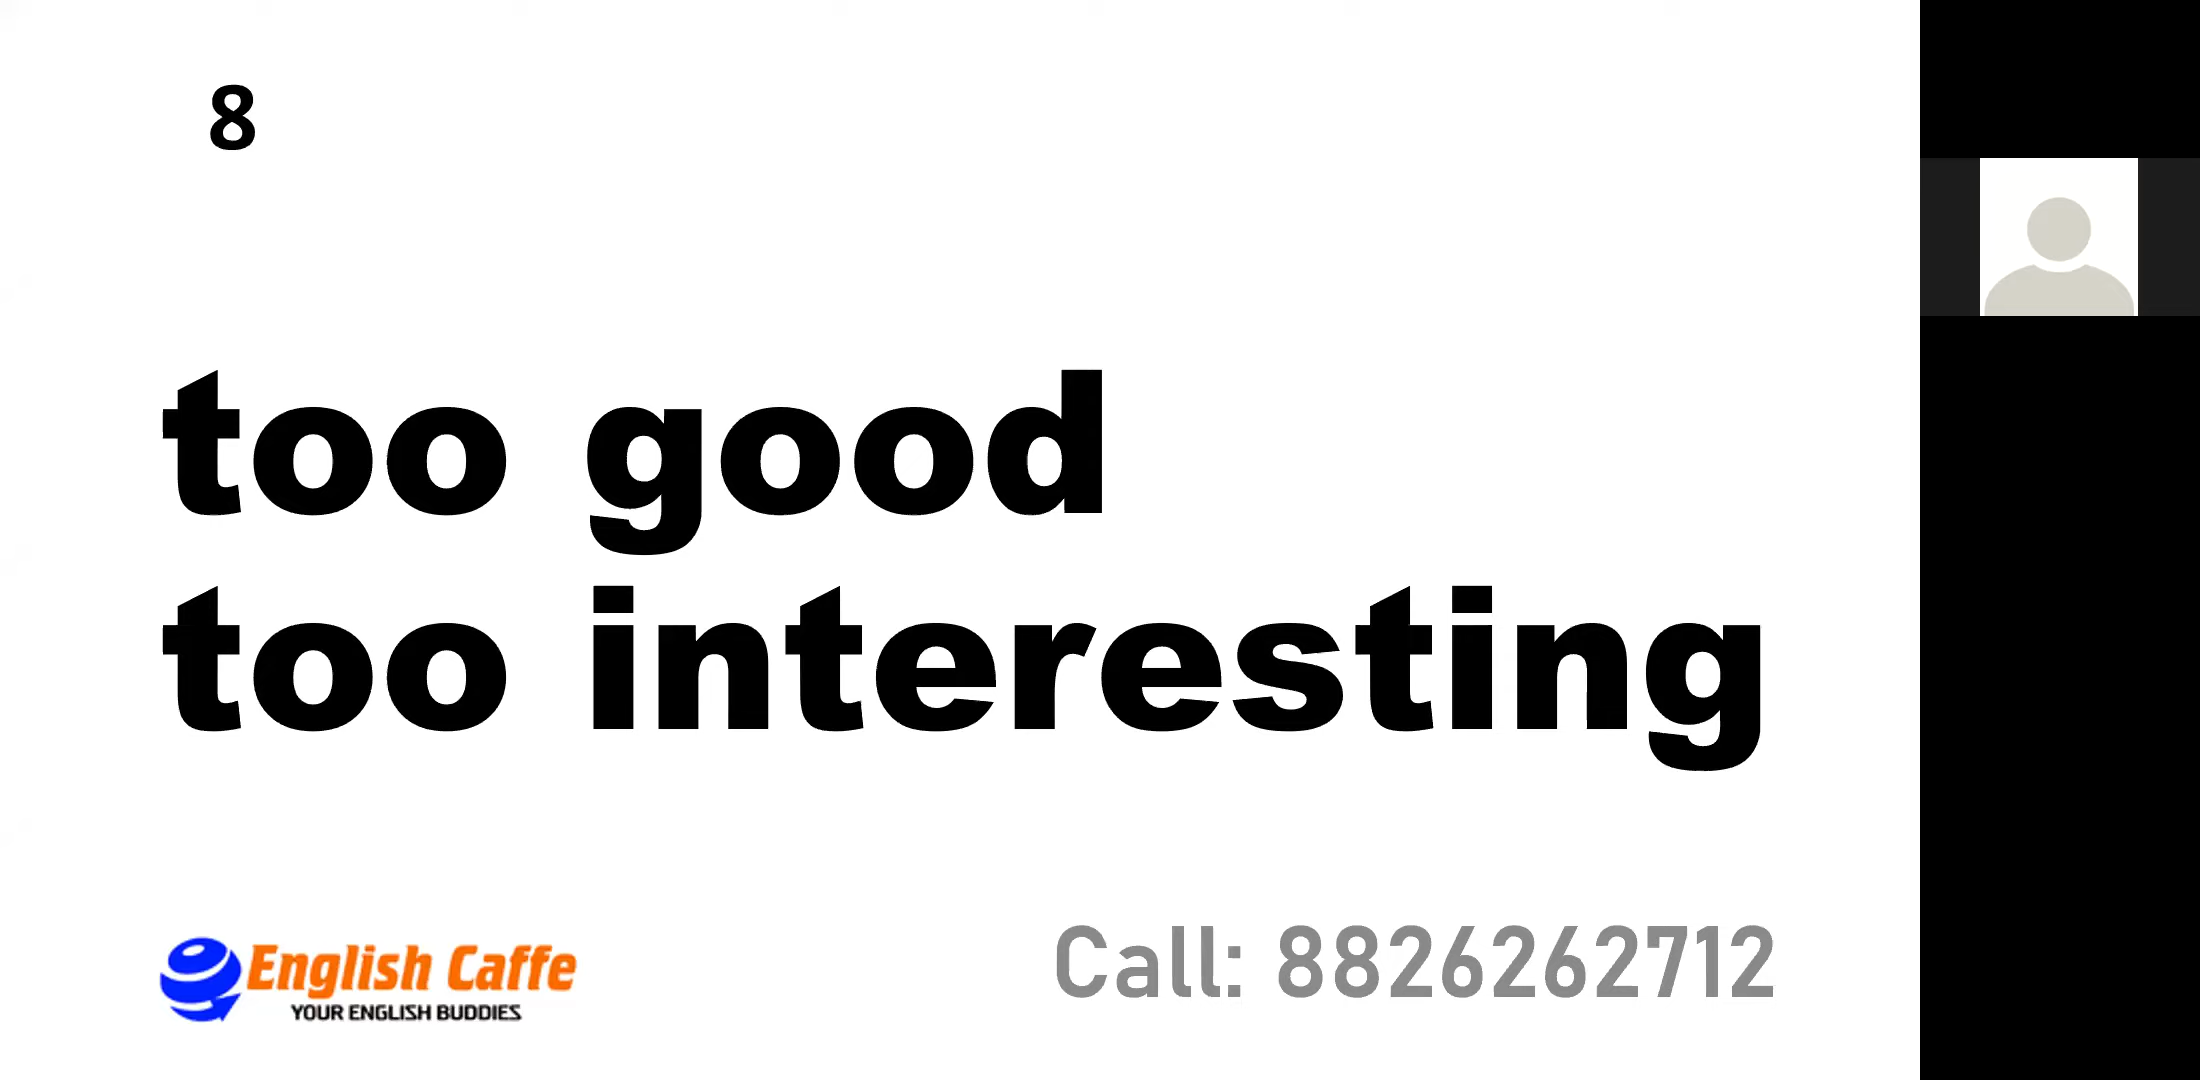 8
too good
too interesting
English Caffe
YOUR ENGLISH BUDDIES
Call: 8826262712